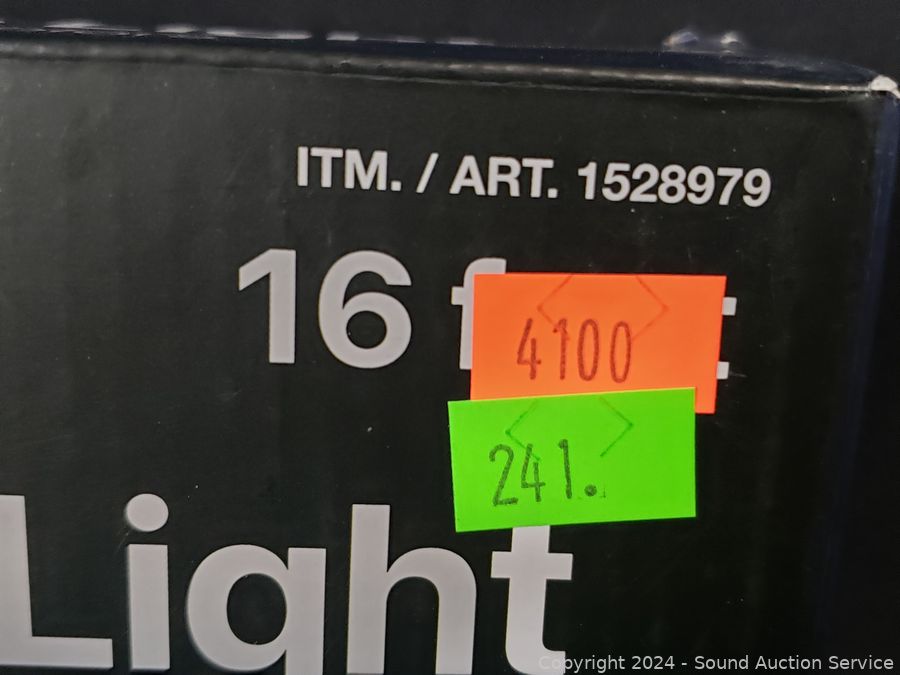 ITM. / ART. 1528979
16
4100
241.
Light
Copyright 2024 - Sound Auction Service